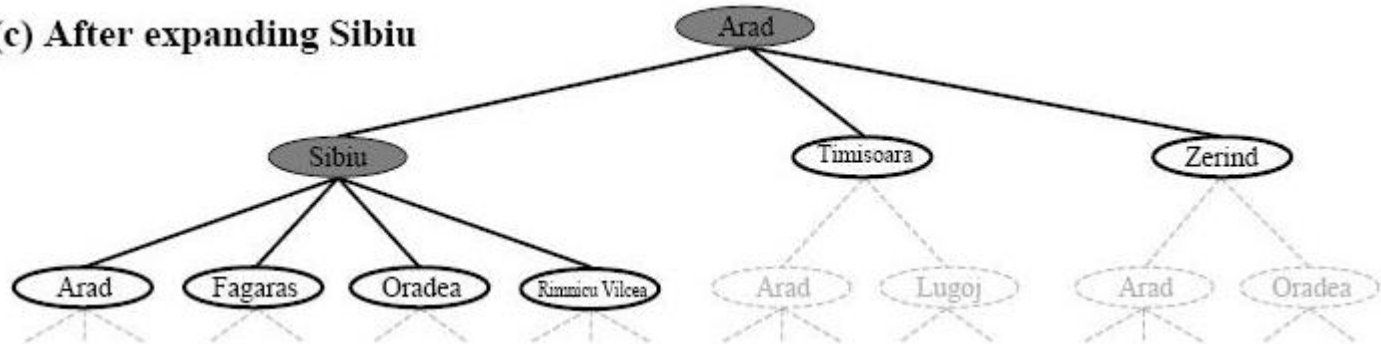 (c) After expanding Sibiu
Arad
Sibiu
Timisoara
Zerind
Arad
Fagaras
Oradea
Rimnicu Vilcea
Arad
Lugoj
Arad
Oradea